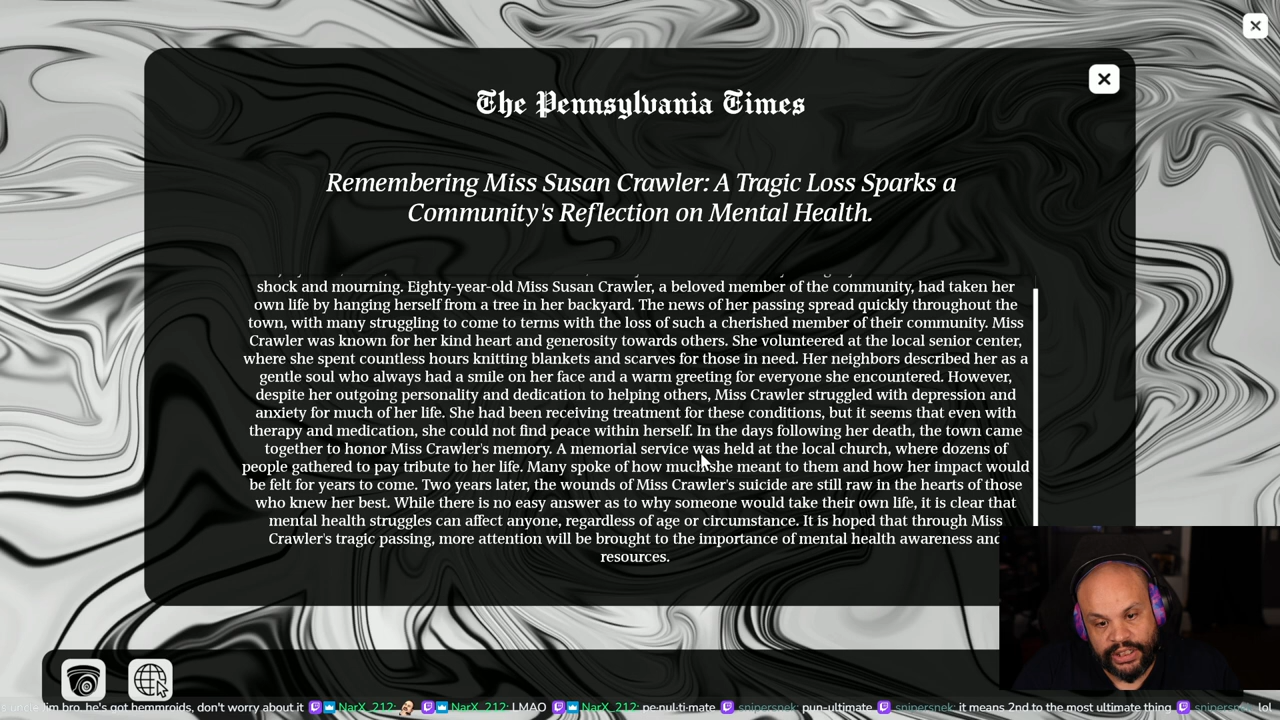 The Pennsylvania Times
Remembering Miss Susan Crawler: A Tragic Loss Sparks a
Community's Reflection on Mental Health.
shock and mourning. Eighty-year-old Miss Susan Crawler, a beloved member of the community, had taken her
own life by hanging herself from a tree in her backyard. The news of her passing spread quickly throughout the
town, with many struggling to come to terms with the loss of such a cherished member of their community. Miss
Crawler was known for her kind heart and generosity towards others. She volunteered at the local senior center,
where she spent countless hours knitting blankets and scarves for those in need. Her neighbors described her as a
gentle soul who always had a smile on her face and a warm greeting for everyone she encountered. However,
despite her outgoing personality and dedication to helping others, Miss Crawler struggled with depression and
anxiety for much of her life. She had been receiving treatment for these conditions, but it seems that even with
therapy and medication, she could not find peace within herself. In the days following her death, the town came
together to honor Miss Crawler's memory. A memorial service was held at the local church, where dozens of
people gathered to pay tribute to her life. Many spoke of how much she meant to them and how her impact would
be felt for years to come. Two years later, the wounds of Miss Crawler's suicide are still raw in the hearts of those
who knew her best. While there is no easy answer as to why someone would take their own life, it is clear that
mental health struggles can affect anyone, regardless of age or circumstance. It is hoped that through Miss
Crawler's tragic passing, more attention will be brought to the importance of mental health awareness and
resources.
uncle jim bro, he's got hemmroids, don't worry about it NarX_212: NarX_212: LMAO NarX_212: pe·nul·ti·mate snipersnek: pun-ultimate snipersnek: it means 2nd to the most ultimate thing snipersn lol